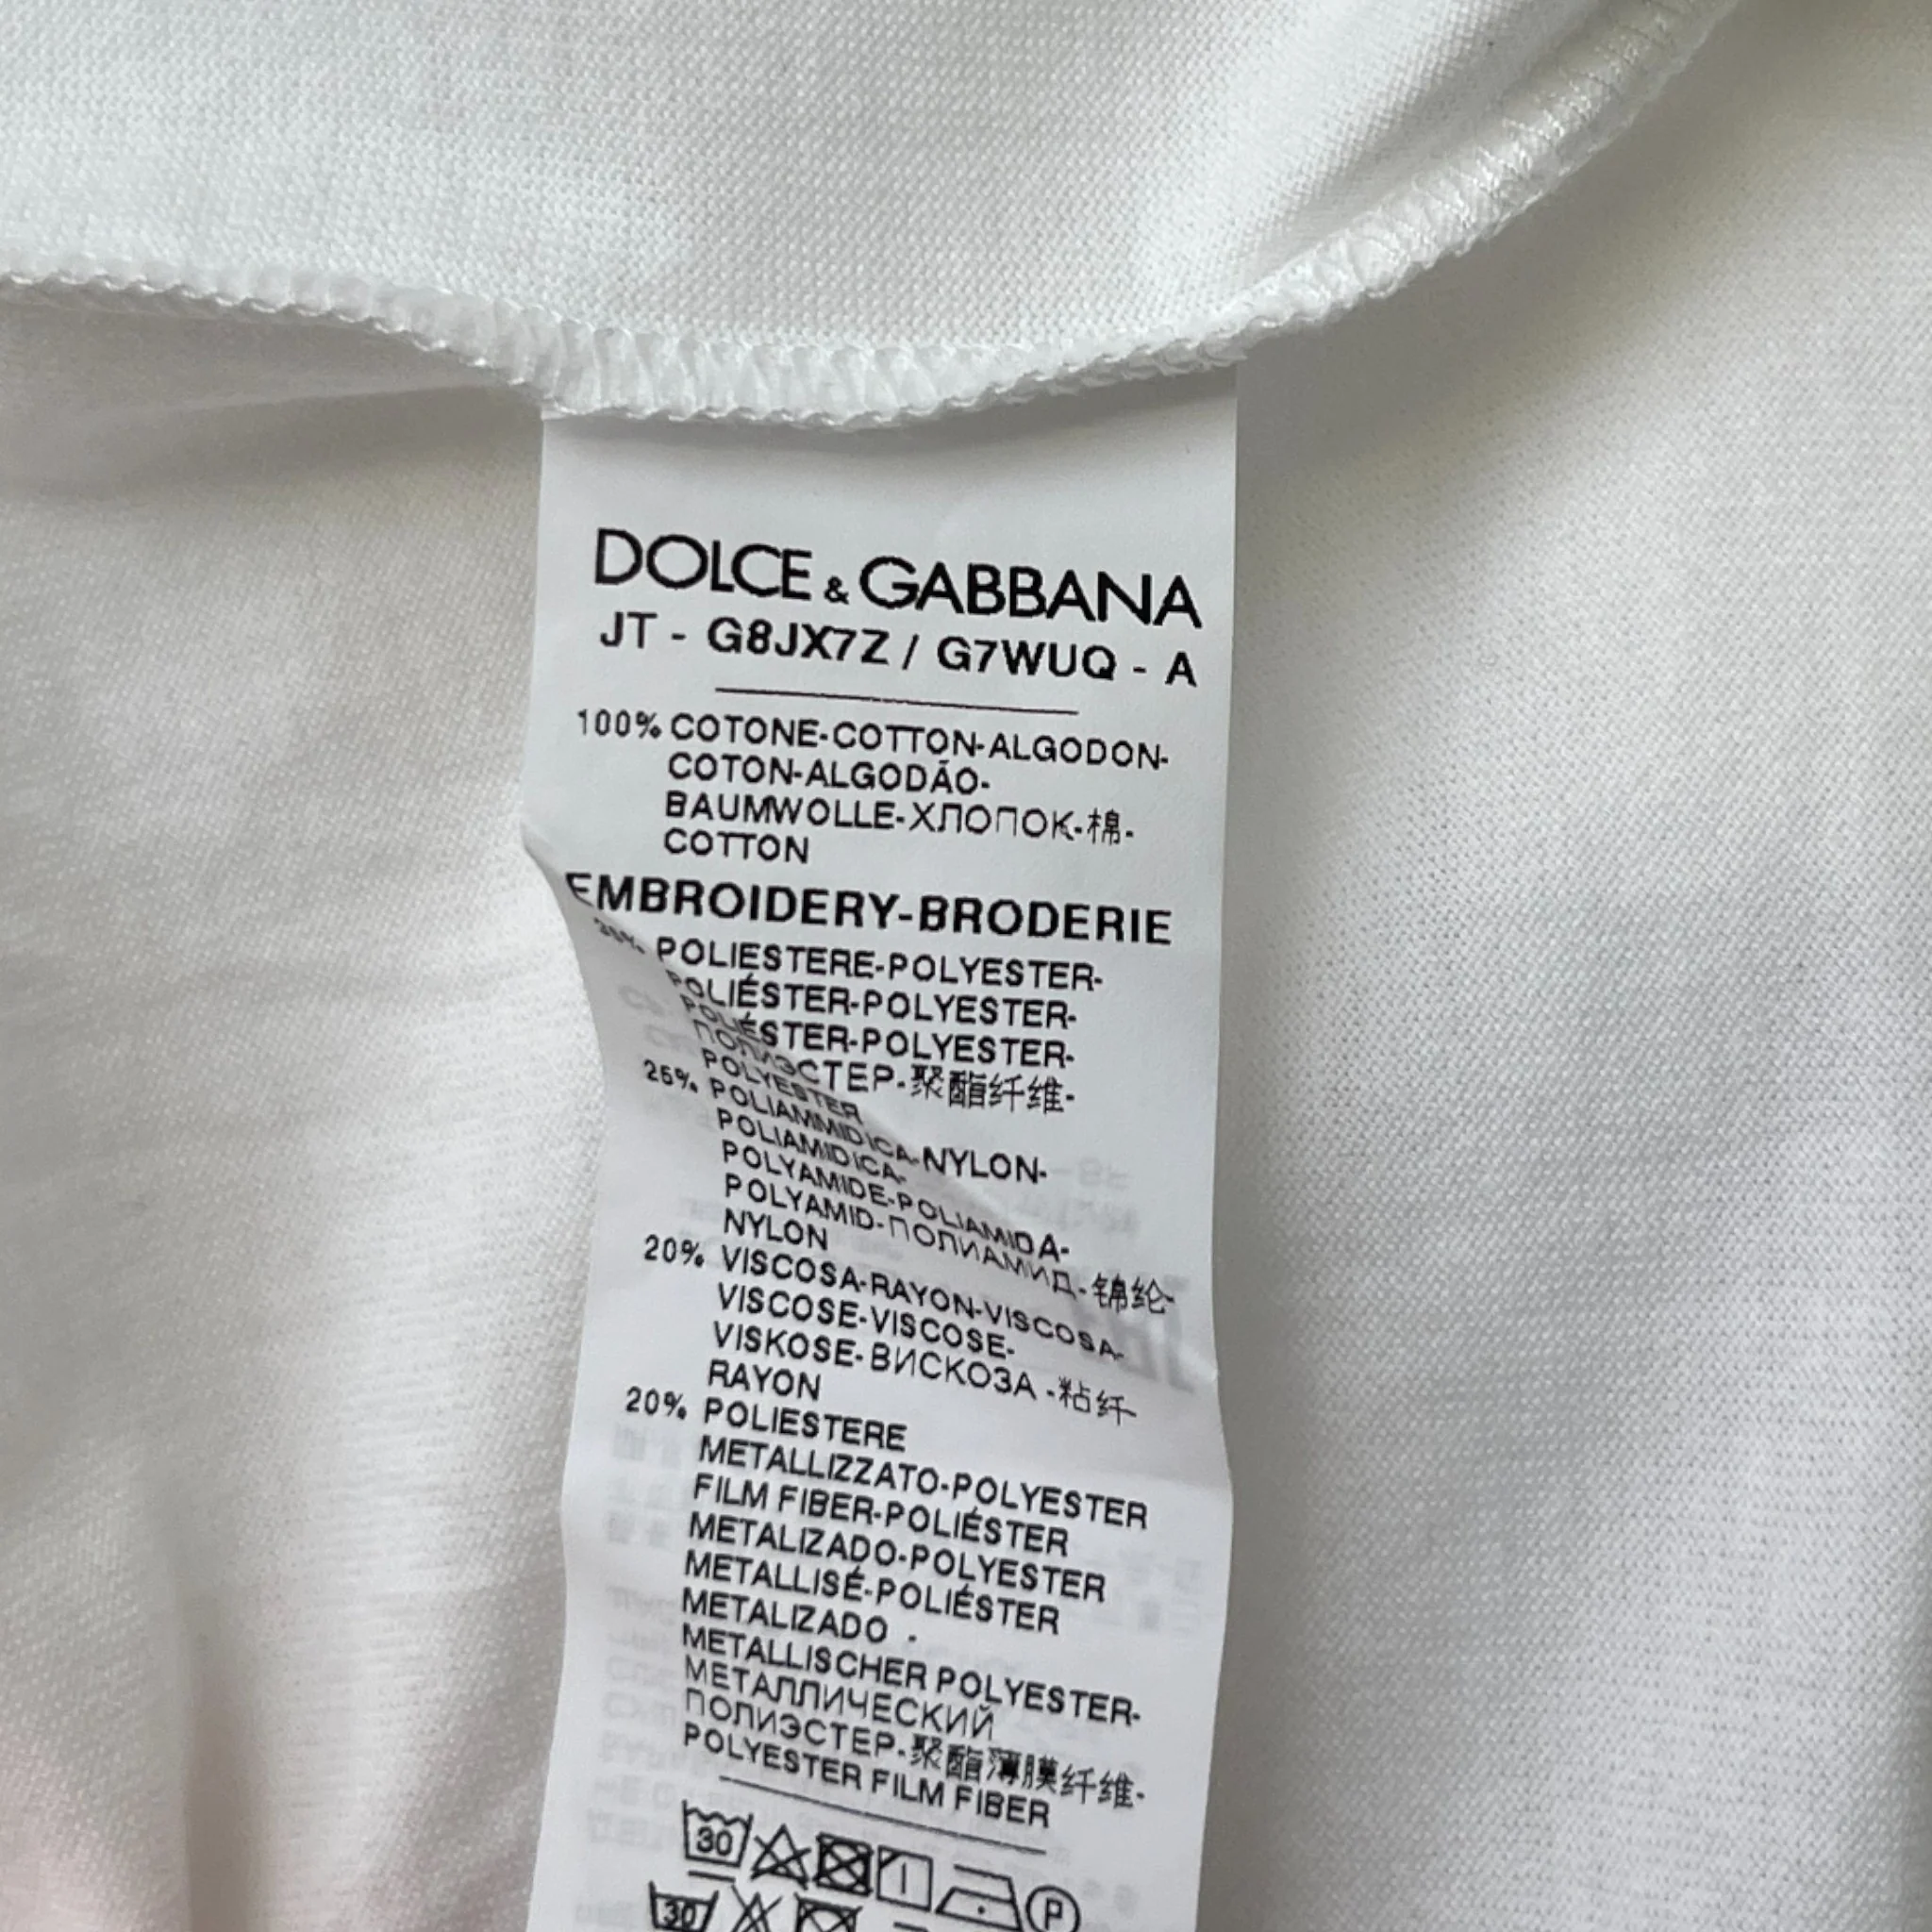 DOLCE & GABBANA
JT - G8JX7Z / G7WUQ - A
100% COTONE-COTTON-ALGODON-
COTON-ALGODÃO-
BAUMWOLLE-ХЛОПОК-棉-
COTTON
EMBROIDERY-BRODERIE
35% POLIESTERE-POLYESTER-
POLIÉSTER-POLYESTER-
POLIÉSTER-POLYESTER-
ПОЛИЭСТЕР-聚酯纤维-
POLYESTER
25% POLIAMMIDICA-NYLON-
POLIAMIDICA-
POLYAMIDE-POLIAMIDA-
POLYAMID-ПОЛИАМИД-锦纶-
NYLON
20% VISCOSA-RAYON-VISCOSA-
VISCOSE-VISCOSE-
VISKOSE-ВИСКОЗА-粘纤-
RAYON
20% POLIESTERE
METALLIZZATO-POLYESTER
FILM FIBER-POLIÉSTER
METALIZADO-POLYESTER
METALLISÉ-POLIÉSTER
METALIZADO -
METALLISCHER POLYESTER-
МЕТАЛЛИЧЕСКИЙ
ПОЛИЭСТЕР-聚酯薄膜纤维-
POLYESTER FILM FIBER
30 P
30